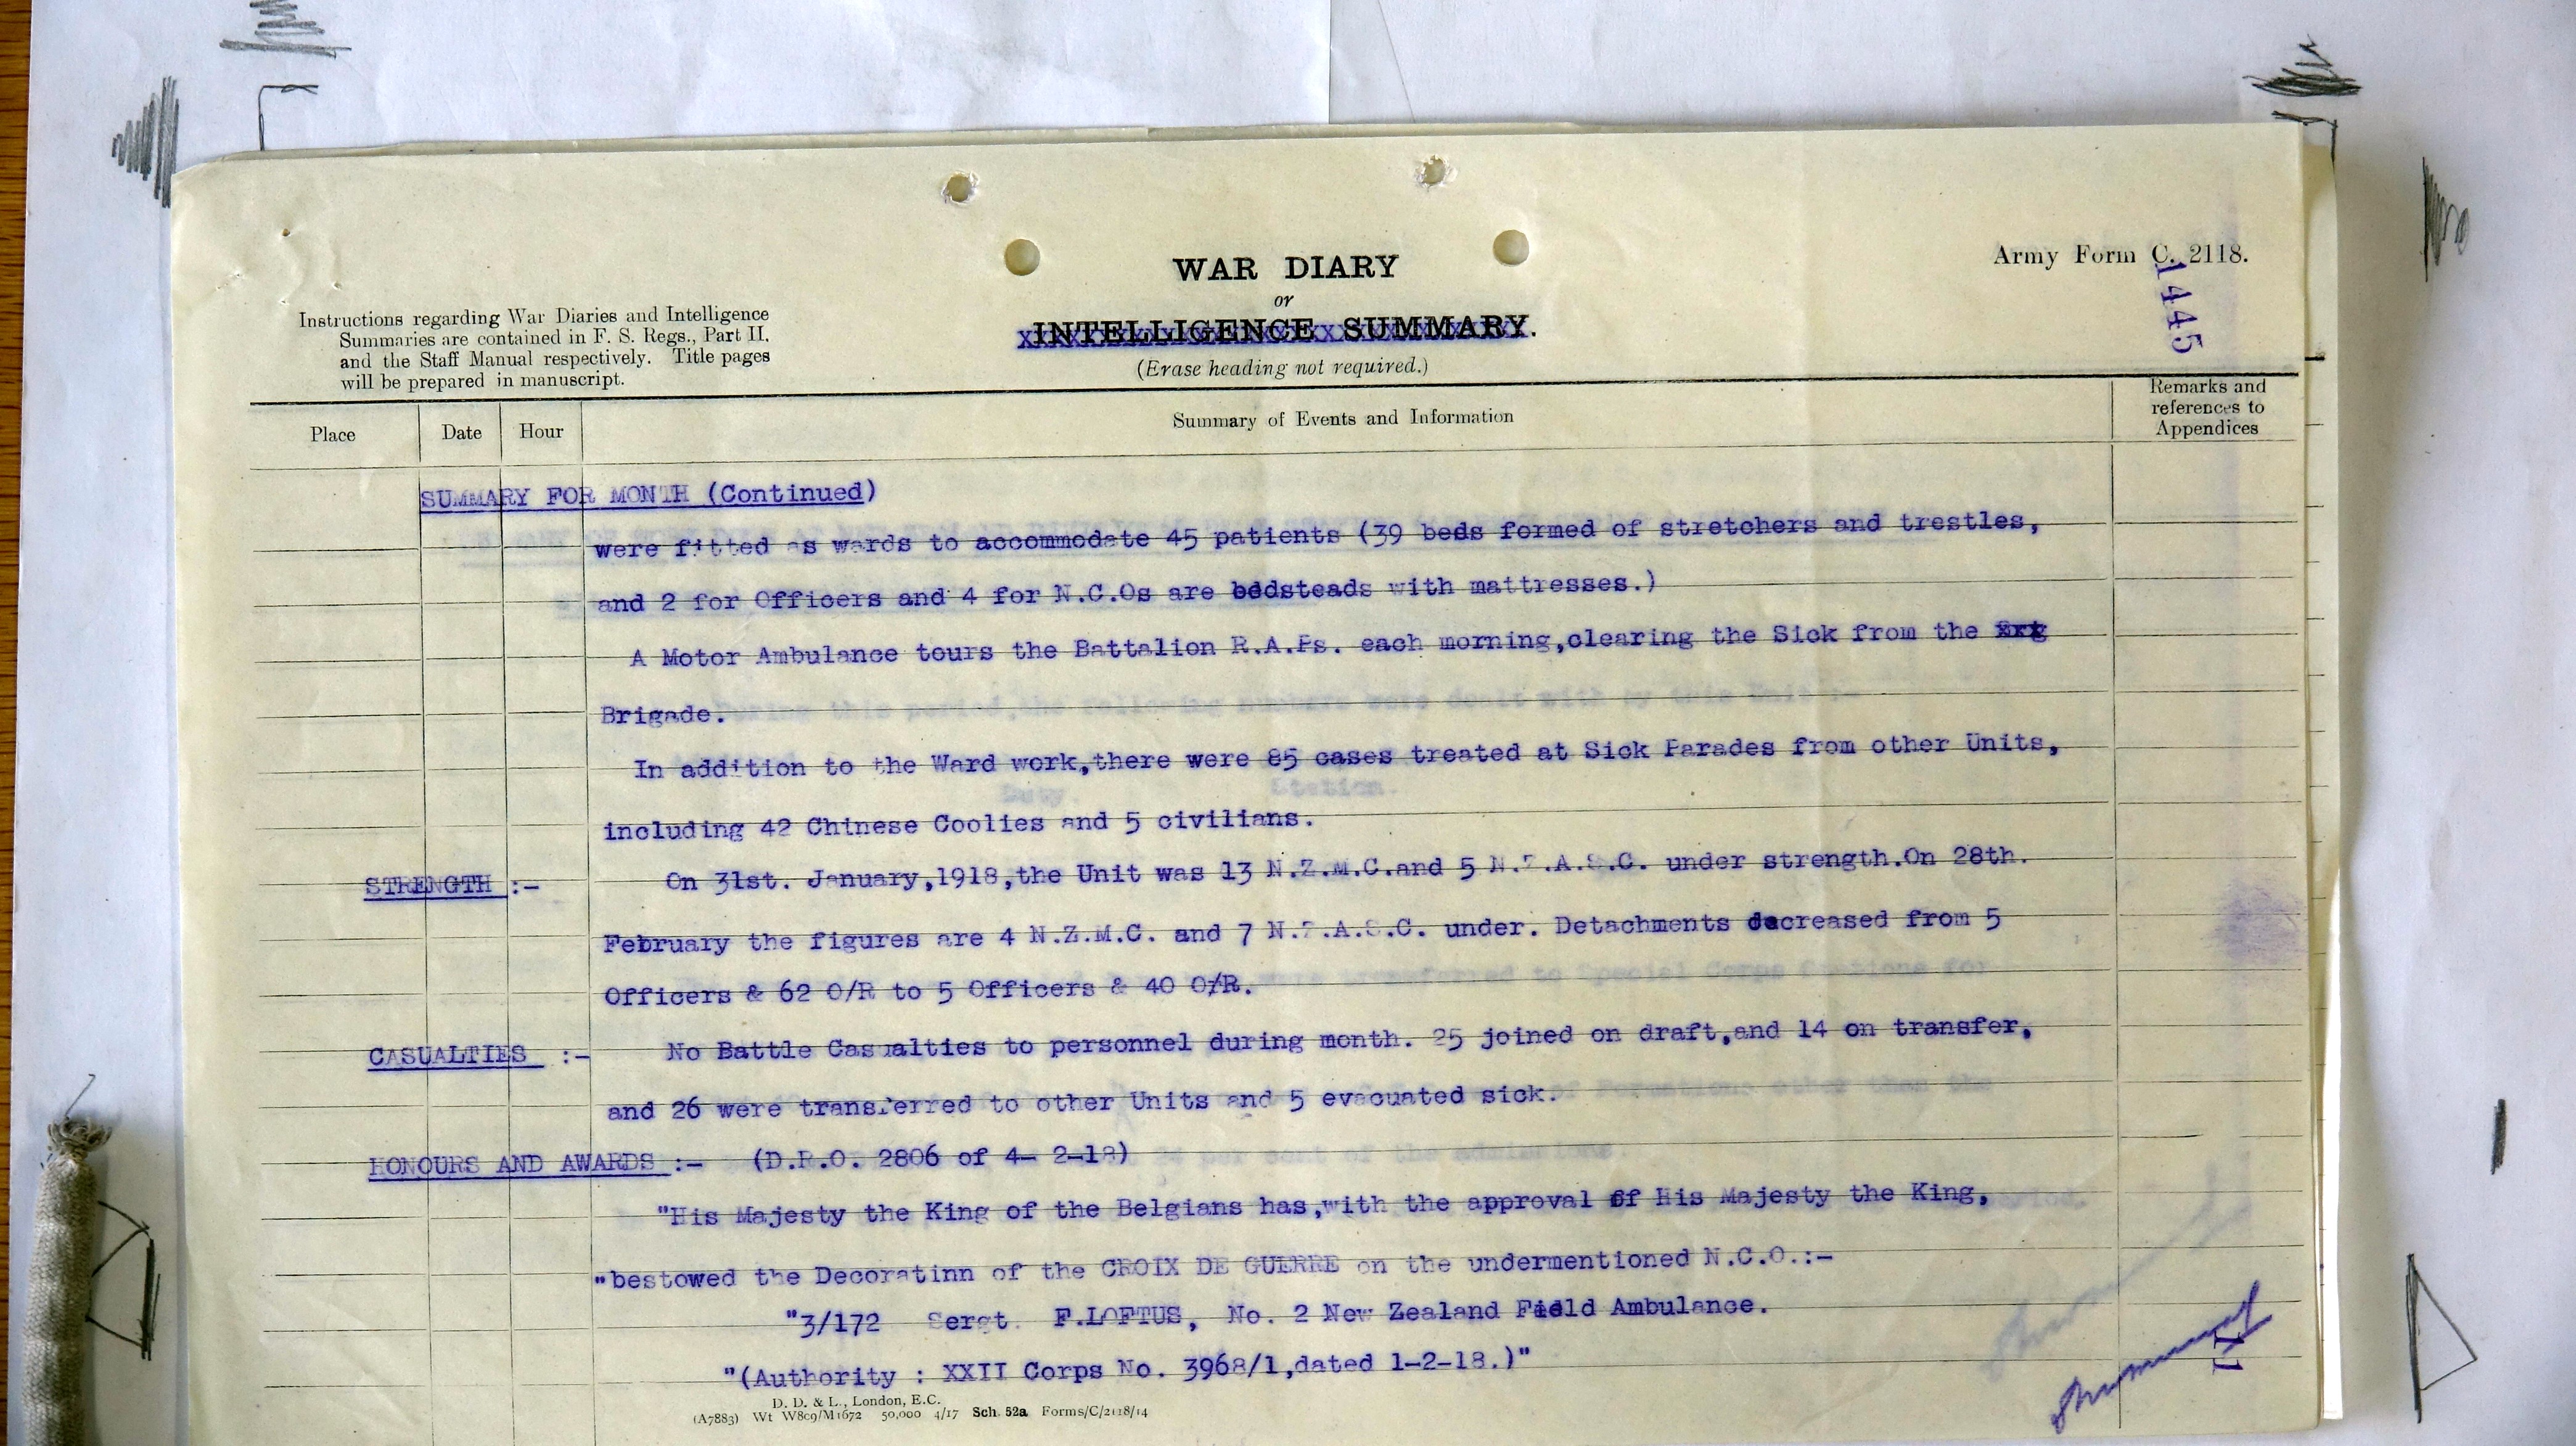 Army Form C. 2118.
1445
WAR DIARY
or
INTELLIGENCE SUMMARY.
(Erase heading not required.)
Instructions regarding War Diaries and Intelligence
Summaries are contained in F. S. Regs., Part II.
and the Staff Manual respectively. Title pages
will be prepared in manuscript.
Place
Date
Hour
Summary of Events and Information
Remarks and
references to
Appendices
SUMMARY FOR MONTH (Continued)
were fitted as wards to accommodate 45 patients (39 beds formed of stretchers and trestles,
and 2 for Officers and 4 for N.C.Os are bedsteads with mattresses.)
A Motor Ambulance tours the Battalion R.A.Ps. each morning,clearing the Sick from the
Brigade.
In addition to the Ward work,there were 85 cases treated at Sick Parades from other Units,
including 42 Chinese Coolies and 5 civilians.
STRENGTH :- On 31st. January,1918,the Unit was 13 N.Z.M.C.and 5 N.Z.A.S.C. under strength.On 28th.
February the figures are 4 N.Z.M.C. and 7 N.Z.A.S.C. under. Detachments decreased from 5
Officers & 62 O/R to 5 Officers & 40 O/R.
CASUALTIES :- No Battle Casualties to personnel during month. 25 joined on draft,and 14 on transfer,
and 26 were transferred to other Units and 5 evacuated sick.
HONOURS AND AWARDS :- (D.R.O. 2806 of 4- 2-18)
"His Majesty the King of the Belgians has,with the approval of His Majesty the King,
"bestowed the Decoratinn of the CROIX DE GUERRE on the undermentioned N.C.O.:-
"3/172 Sergt. F.LOFTUS, No. 2 New Zealand Field Ambulance.
"(Authority : XXII Corps No. 3968/1,dated 1-2-18.)"
D. D. & L., London, E.C.
(A7883) Wt W809/M1672 50,000 4/17 Sch. 52a Forms/C/2118/14